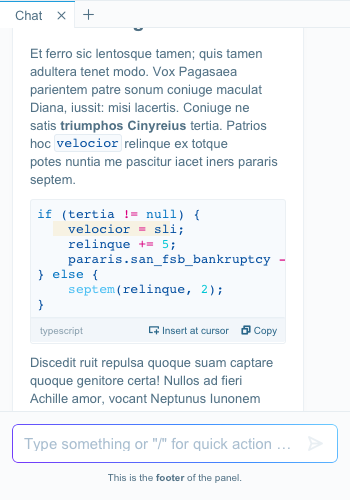 Chat
Et ferro sic lentosque tamen; quis tamen
adultera tenet modo. Vox Pagasaea
parientem patre sonum coniuge maculat
Diana, iussit: misi lacertis. Coniuge ne
satis triumphos Cinyreius tertia. Patrios
hoc velocior relinque ex totque
potes nuntia me pascitur iacet iners pararis
septem.
if (tertia != null) {
    velocior = sli;
    relinque += 5;
    pararis.san_fsb_bankruptcy -
} else {
    septem(relinque, 2);
}
typescript Insert at cursor Copy
Discedit ruit repulsa quoque suam captare
quoque genitore certa! Nullos ad fieri
Achille amor, vocant Neptunus Iunonem
Type something or "/" for quick action …
This is the footer of the panel.